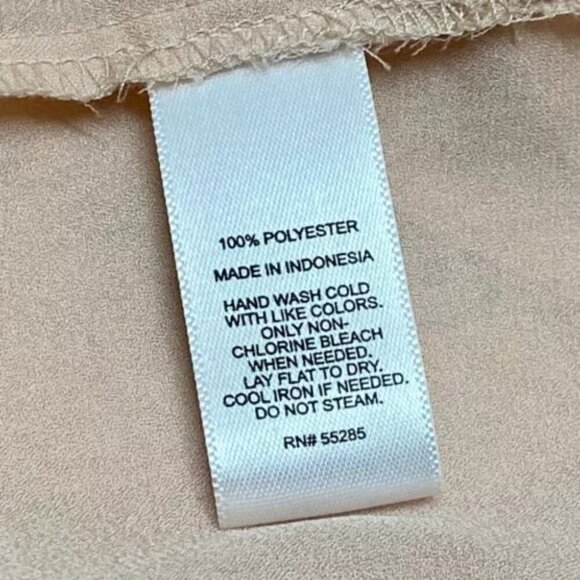 100% POLYESTER
MADE IN INDONESIA
HAND WASH COLD
WITH LIKE COLORS.
ONLY NON-
CHLORINE BLEACH
WHEN NEEDED.
LAY FLAT TO DRY.
COOL IRON IF NEEDED.
DO NOT STEAM.
RN# 55285